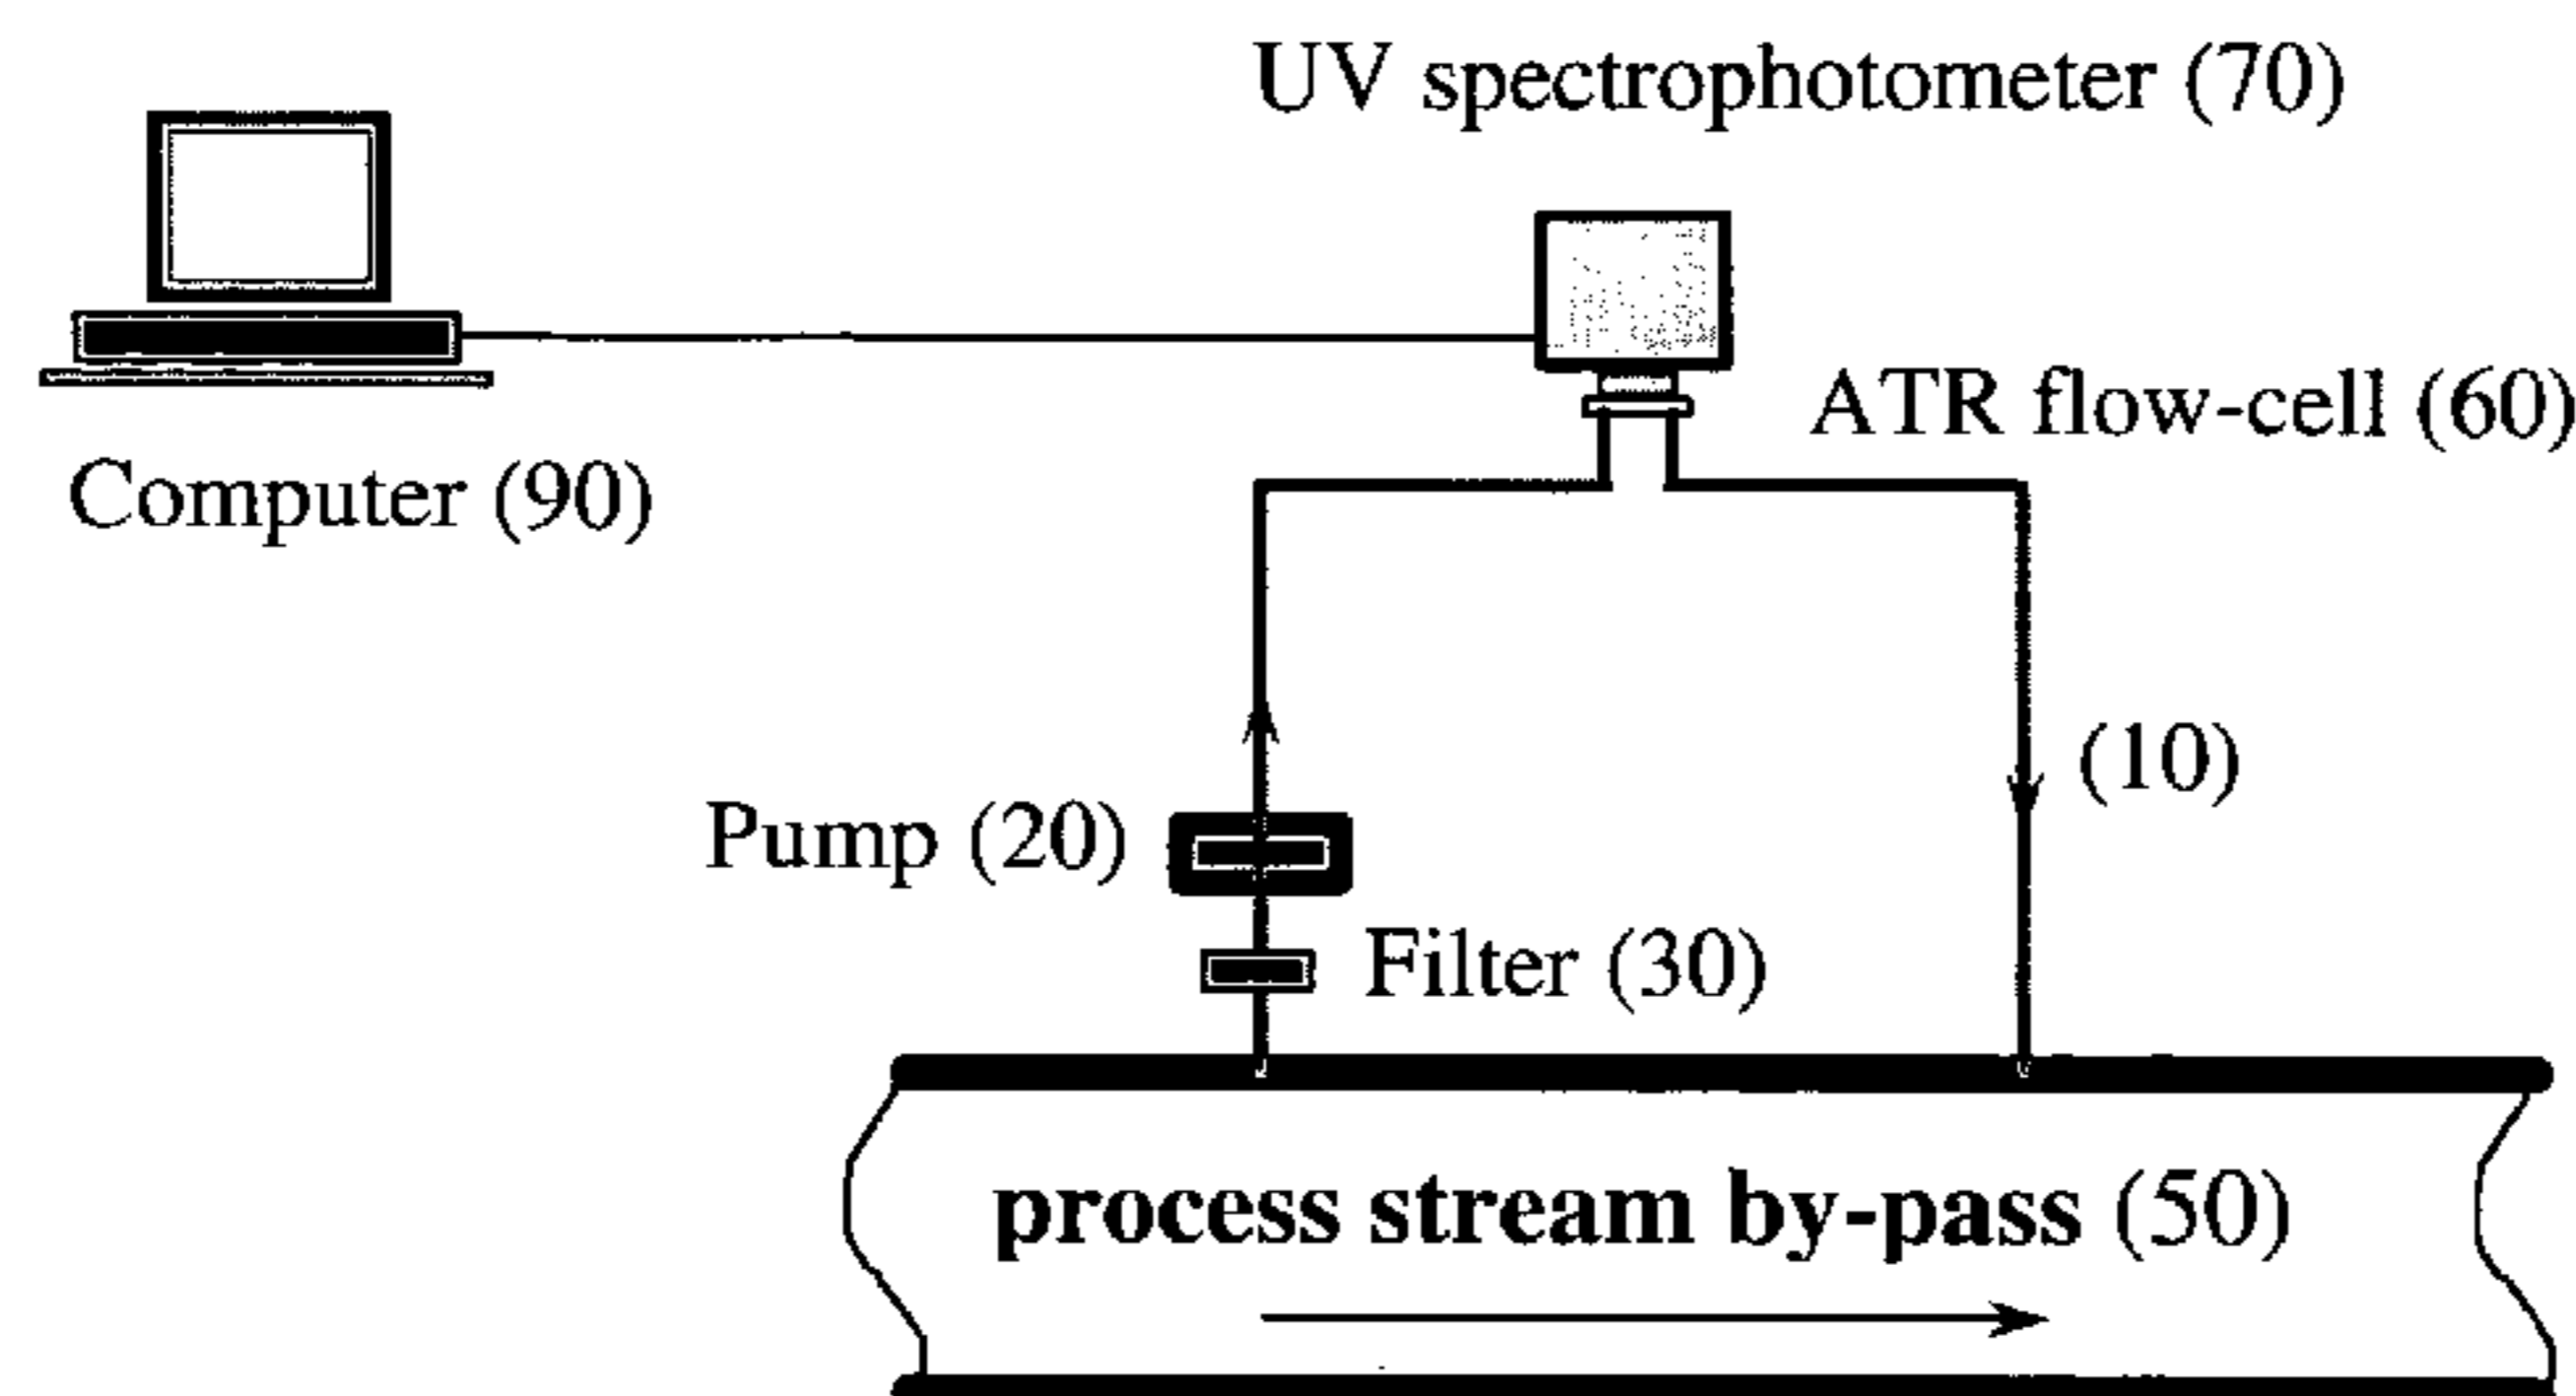 UV spectrophotometer (70)
ATR flow-cell (60)
Computer (90)
(10)
Pump (20)
Filter (30)
process stream by-pass (50)